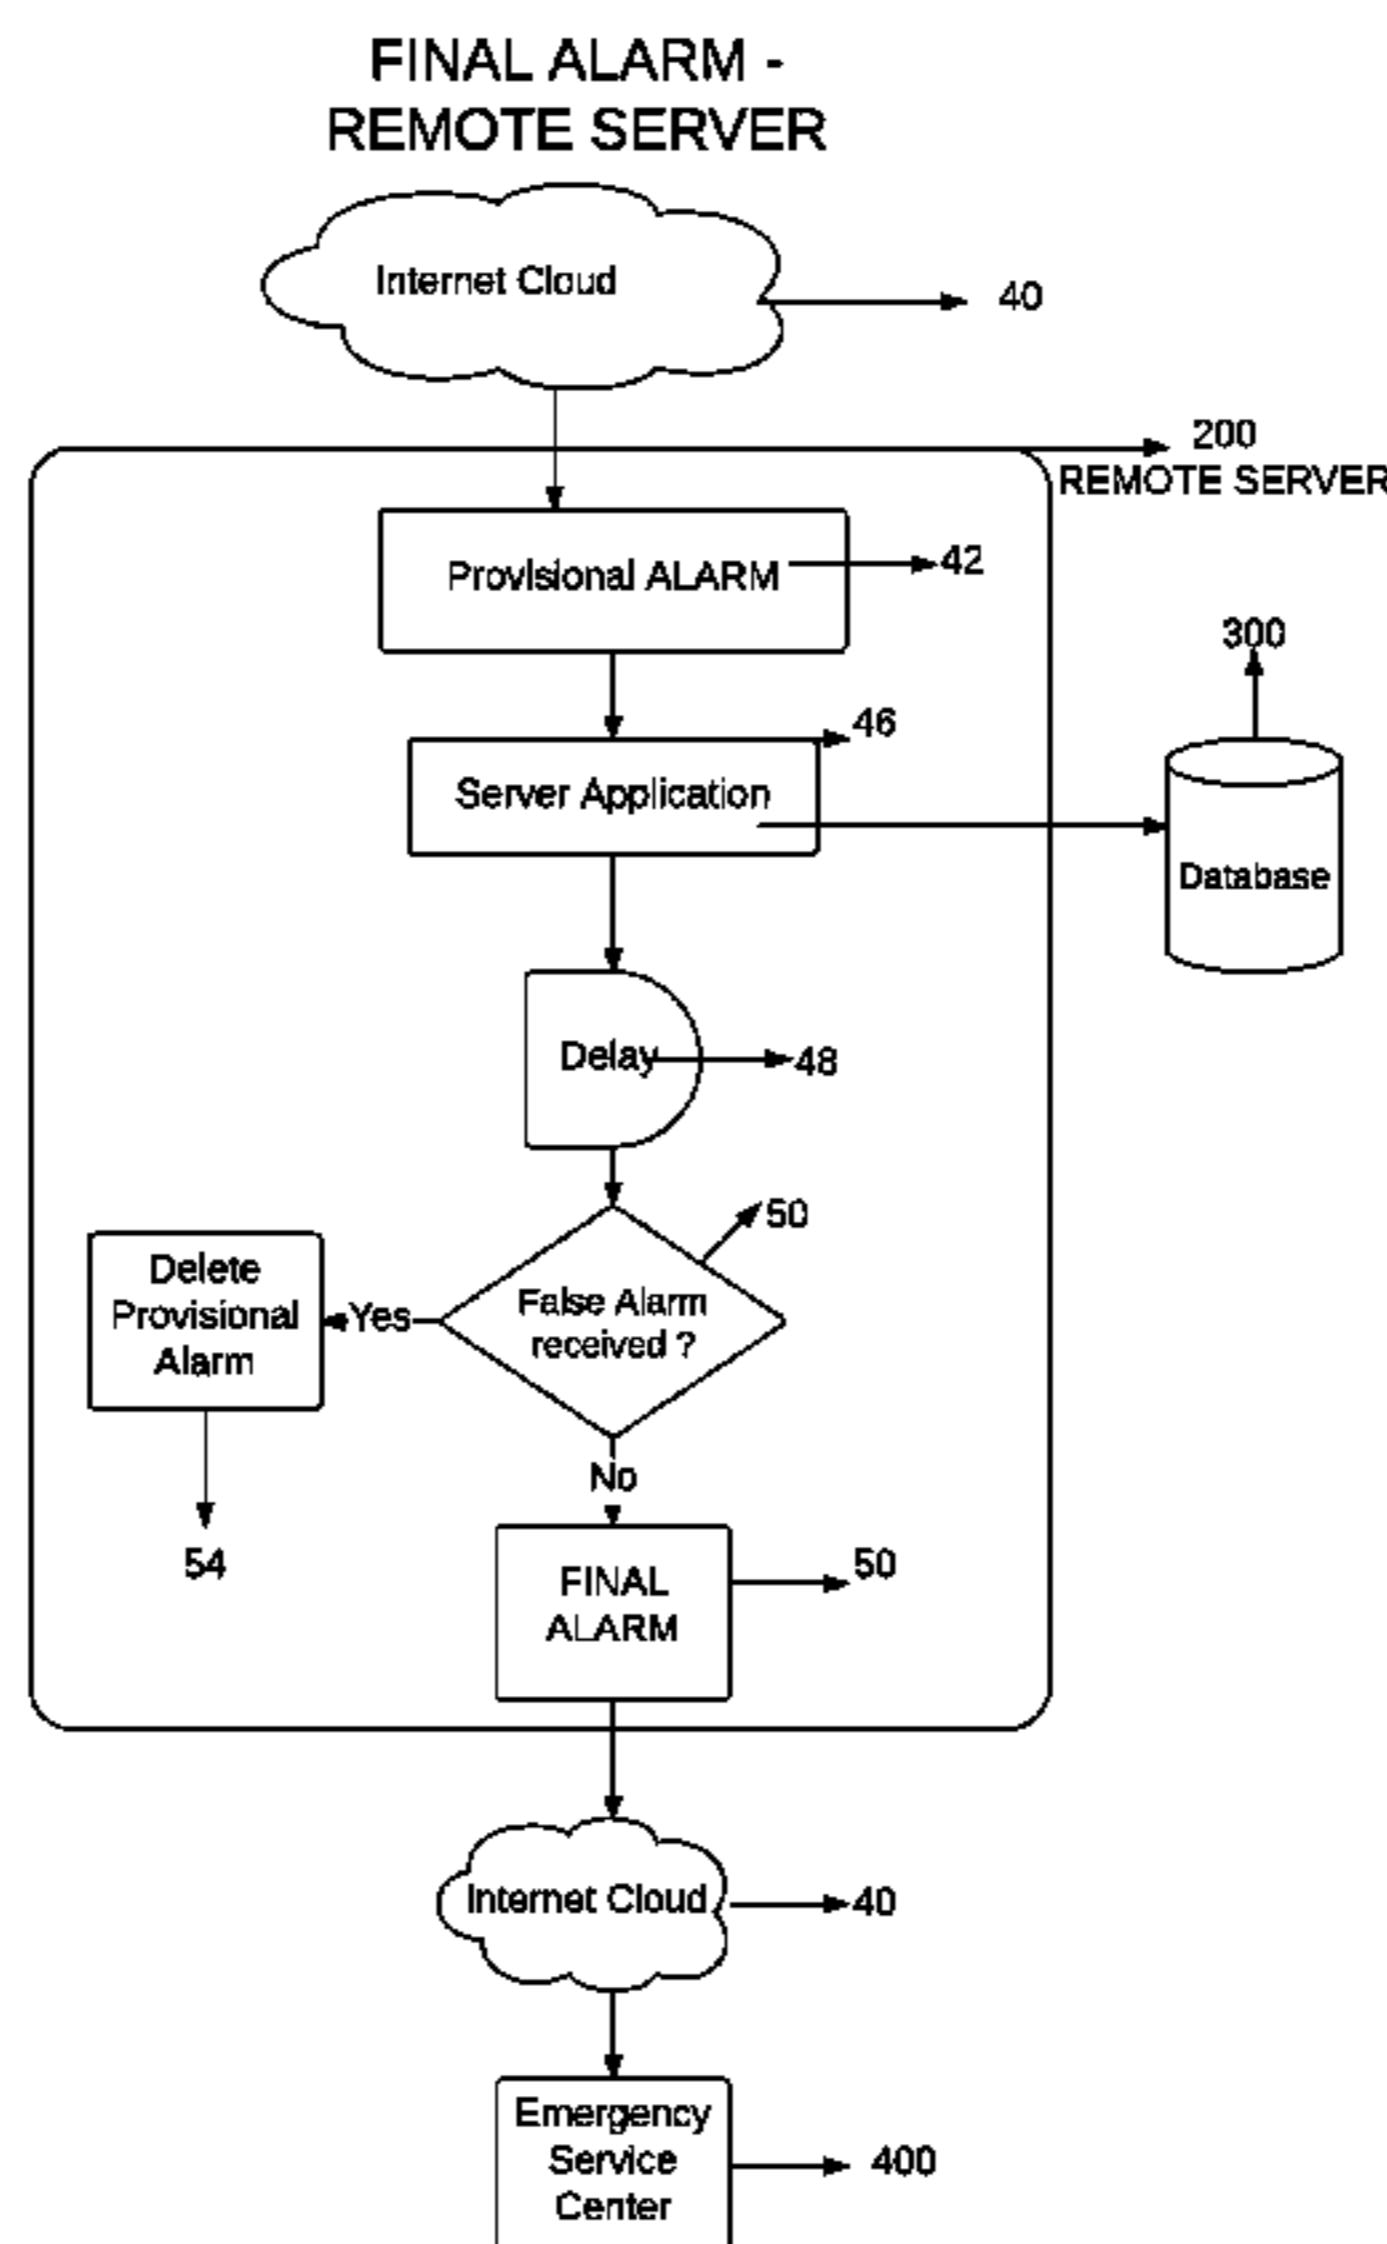 FINAL ALARM -
REMOTE SERVER
Internet Cloud
40
200
REMOTE SERVER
Provisional ALARM
42
300
46
Server Application
Database
Delay
48
50
False Alarm
received ?
Yes
Delete
Provisional
Alarm
No
54
FINAL
ALARM
50
Internet Cloud
40
Emergency
Service
Center
400